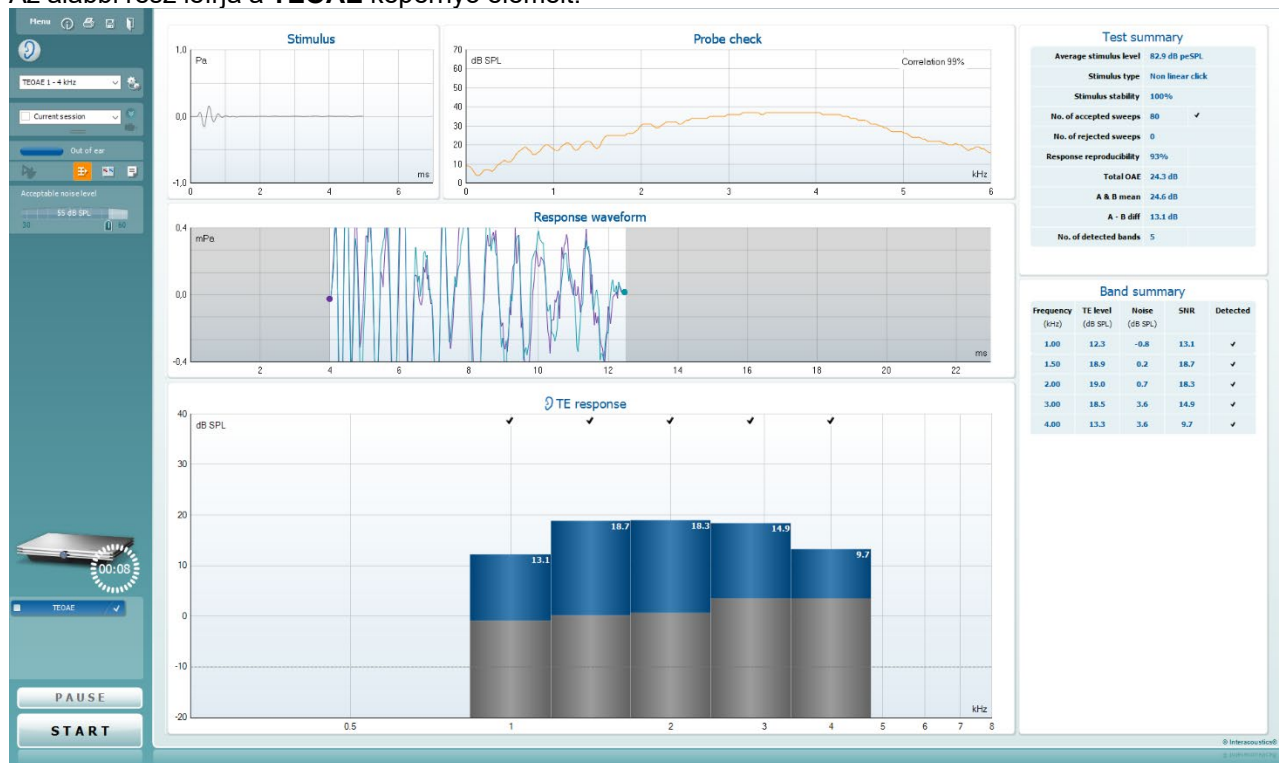 Az alábbi rész leírja a TEOAE képernyő elemeit:
Menu
TEOAE 1 - 4 kHz
Current session
Out of ear
Acceptable noise level
55 dB SPL
30 60
00:08
TEOAE
PAUSE
START
Stimulus
1,0
Pa
0,0
-1,0
0 2 4 6
ms
Probe check
70
dB SPL
Correlation 99%
60
50
40
30
20
10
0
kHz
0 1 2 3 4 5 6
Response waveform
0.4
mPa
0,0
-0,4
ms
2 4 6 8 10 12 14 16 18 20 22
TE response
40
dB SPL
30
20
18.7 18.3 14.9
13.1 9.7
10
0
-10
-20
kHz
0.5 1 2 3 4 5 6 7 8
Test summary
Average stimulus level 82.9 dB peSPL
Stimulus type Non linear click
Stimulus stability 100%
No. of accepted sweeps 80 ✔
No. of rejected sweeps 0
Response reproducibility 93%
Total OAE 24.3 dB
A & B mean 24.6 dB
A - B diff 13.1 dB
No. of detected bands 5
Band summary
Frequency TE level Noise SNR Detected
(kHz) (dB SPL) (dB SPL)
1.00 12.3 -0.8 13.1 ✔
1.50 18.9 0.2 18.7 ✔
2.00 19.0 0.7 18.3 ✔
3.00 18.5 3.6 14.9 ✔
4.00 13.3 3.6 9.7 ✔
© Interacoustics®